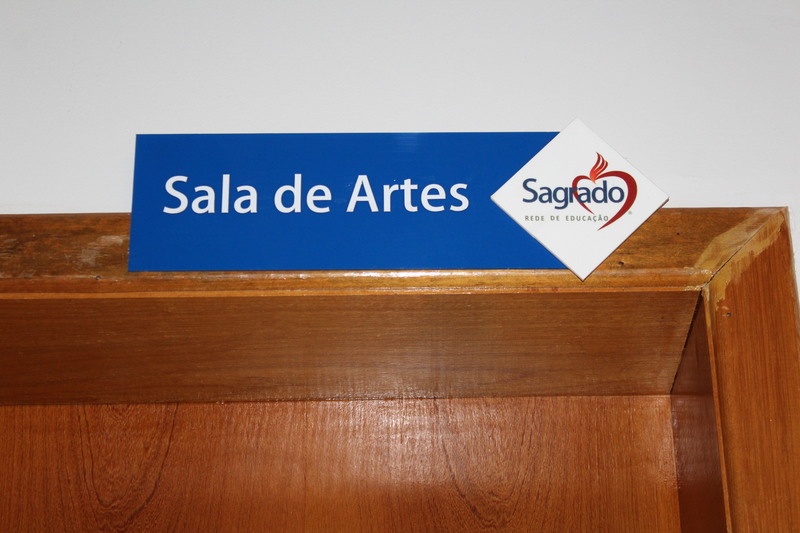 Sala de Artes
Sagrado
REDE DE EDUCAÇÃO